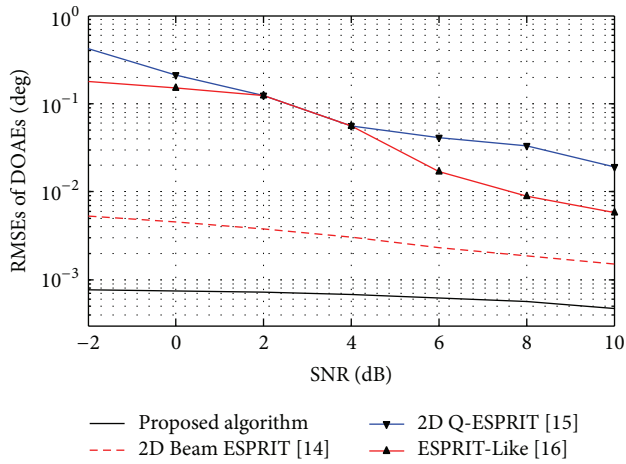 10^0
10^-1
10^-2
10^-3
RMSEs of DOAEs (deg)
−2 0 2 4 6 8 10
SNR (dB)
Proposed algorithm
2D Beam ESPRIT [14]
2D Q-ESPRIT [15]
ESPRIT-Like [16]